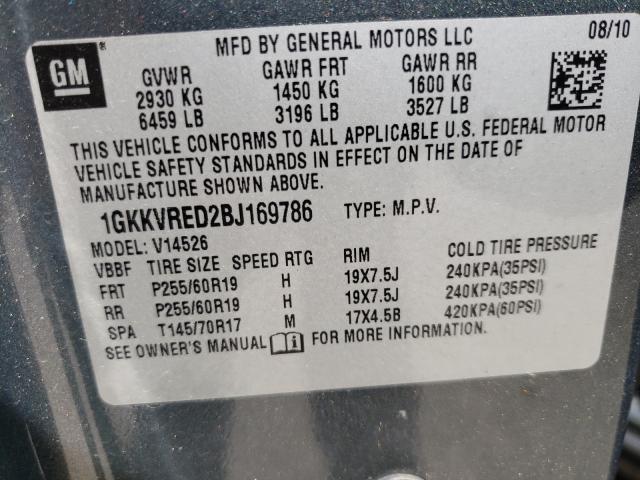 GM ®
MFD BY GENERAL MOTORS LLC 08/10
GVWR GAWR FRT GAWR RR
2930 KG 1450 KG 1600 KG
6459 LB 3196 LB 3527 LB
THIS VEHICLE CONFORMS TO ALL APPLICABLE U.S. FEDERAL MOTOR
VEHICLE SAFETY STANDARDS IN EFFECT ON THE DATE OF
MANUFACTURE SHOWN ABOVE.
1GKKVRED2BJ169786 TYPE: M.P.V.
MODEL: V14526
VBBF TIRE SIZE SPEED RTG RIM COLD TIRE PRESSURE
FRT P255/60R19 H 19X7.5J 240KPA(35PSI)
RR P255/60R19 H 19X7.5J 240KPA(35PSI)
SPA T145/70R17 M 17X4.5B 420KPA(60PSI)
SEE OWNER'S MANUAL FOR MORE INFORMATION.